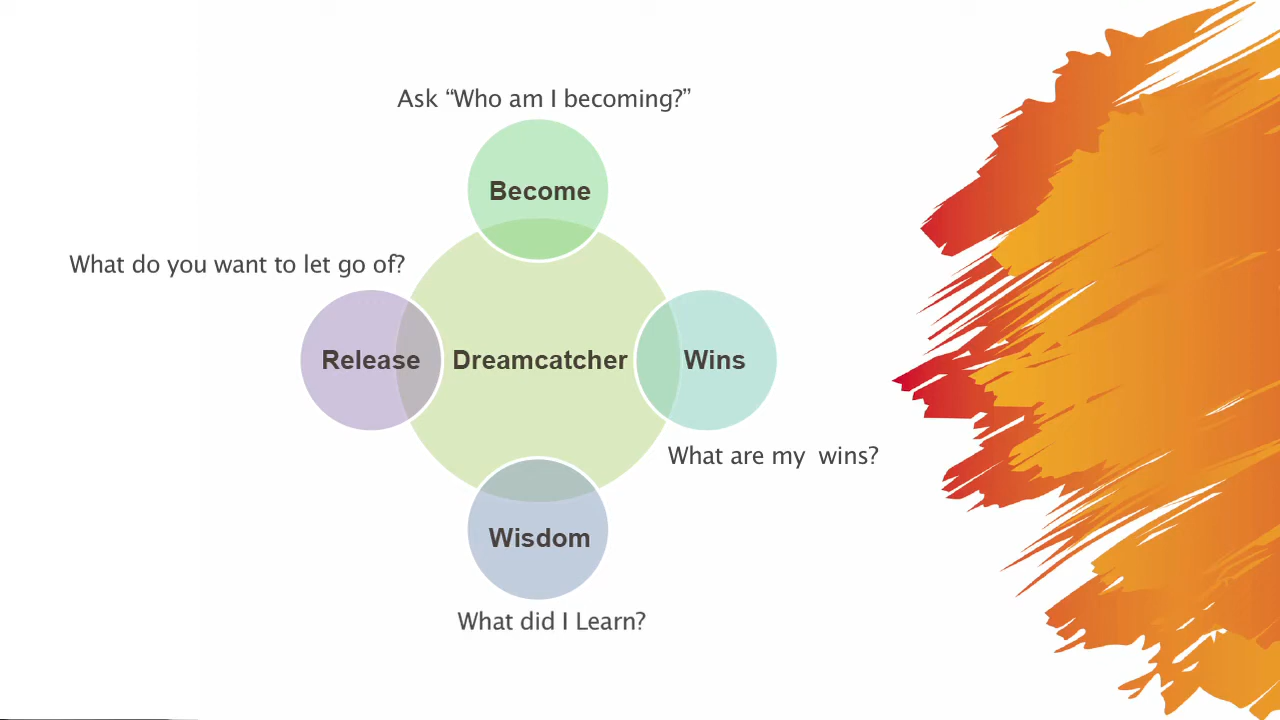 Ask “Who am I becoming?”
Become
What do you want to let go of?
Release
Dreamcatcher
Wins
What are my  wins?
Wisdom
What did I Learn?